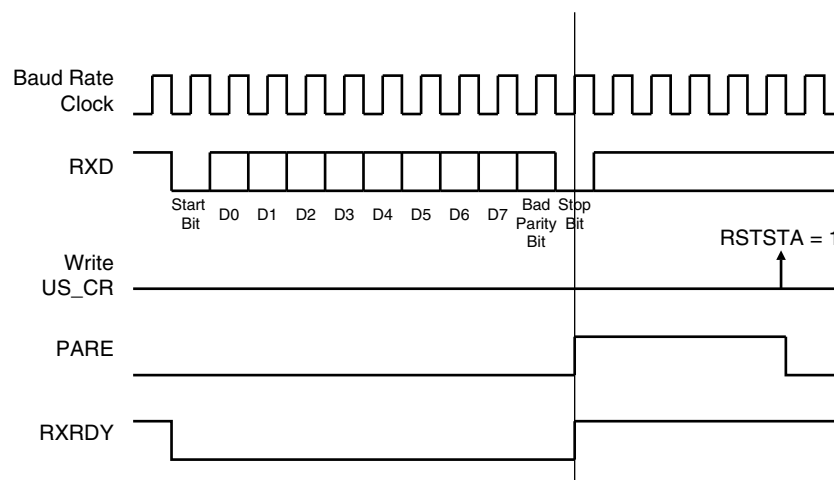 Baud Rate
Clock
RXD
Start
Bit
D0
D1
D2
D3
D4
D5
D6
D7
Bad
Parity
Bit
Stop
Bit
RSTSTA = 1
Write
US_CR
PARE
RXRDY